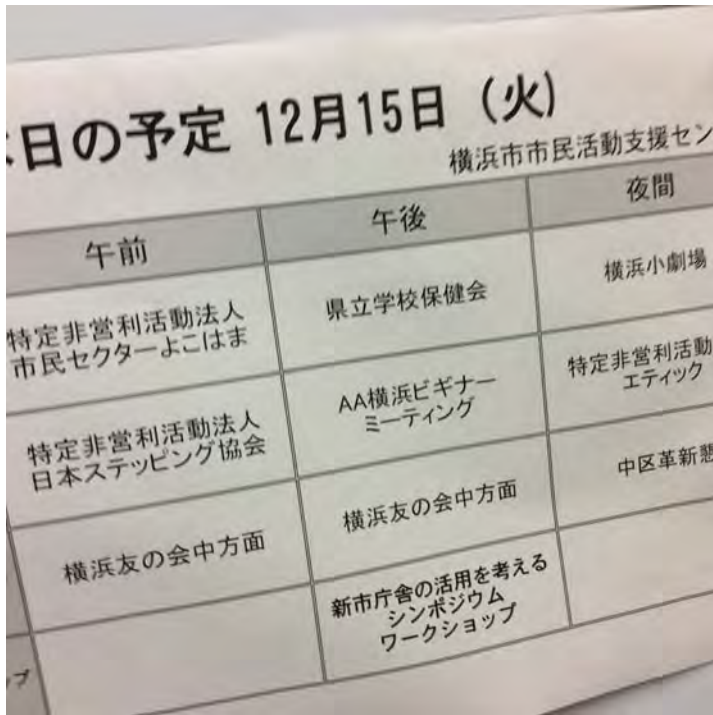 日の予定 12月15日（火）
横浜市市民活動支援セン
午前 午後 夜間
特定非営利活動法人
市民セクターよこはま
県立学校保健会
横浜小劇場
特定非営利活動法人
日本ステッピング協会
AA横浜ビギナー
ミーティング
特定非営利活動
エティック
横浜友の会中方面
横浜友の会中方面
中区革新懇
新市庁舎の活用を考える
シンポジウム
ワークショップ